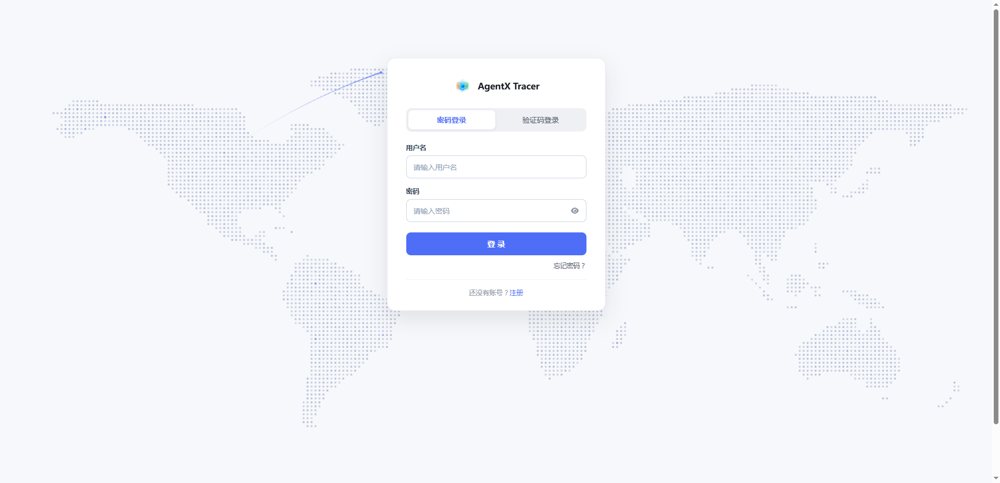 AgentX Tracer
密码登录 验证码登录
用户名
请输入用户名
密码
请输入密码
登 录
忘记密码？
还没有账号？注册